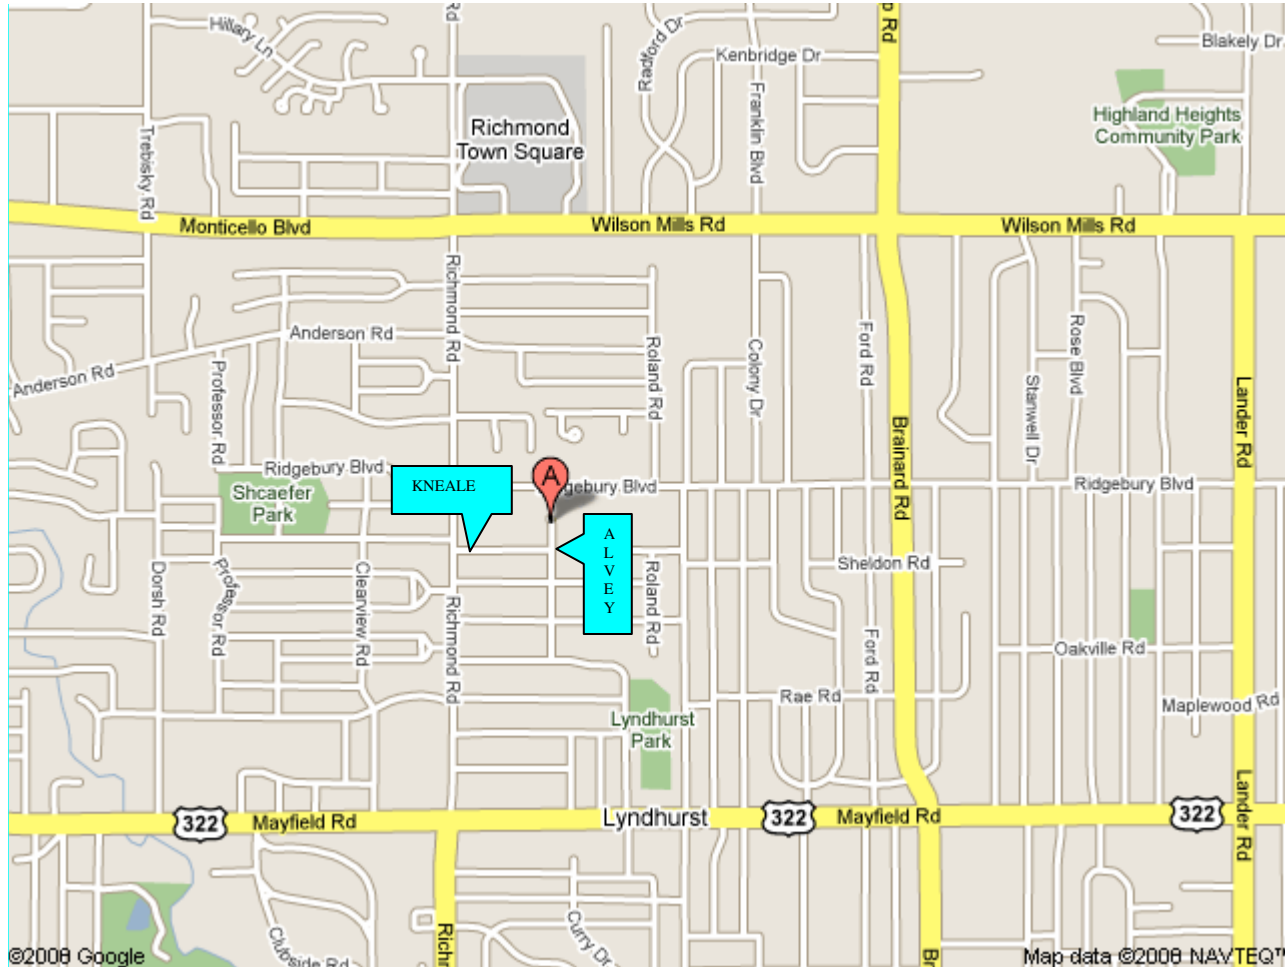 Rd
Hillary Ln
Redford Dr
Kenbridge Dr
Blakely Dr
Franklin Blvd
Trebisky Rd
Richmond
Town Square
Highland Heights
Community Park
Monticello Blvd
Wilson Mills Rd
Wilson Mills Rd
Richmond Rd
Anderson Rd
Anderson Rd
Professor Rd
Roland Rd
Colony Dr
Ford Rd
Rose Blvd
Stanwell Dr
Lander Rd
Brainard Rd
Ridgebury Blvd
KNEALE
A
gebury Blvd
Ridgebury Blvd
Shcaefer
Park
A
L
V
E
Y
Sheldon Rd
Dorsh Rd
Professor Rd
Clearview Rd
Richmond Rd
Roland Rd
Ford Rd
Oakville Rd
Rae Rd
Maplewood Rd
Lyndhurst
Park
322
Mayfield Rd
Lyndhurst
322
Mayfield Rd
322
Lander Rd
Clubside Rd
Curry Dr
Richr
Br
©2008 Google
Map data ©2008 NAVTEQ™